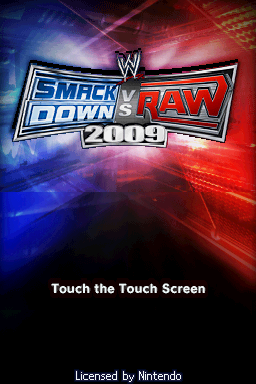 W
SMACK
DOWN
VS
RAW
2009
Touch the Touch Screen
Licensed by Nintendo